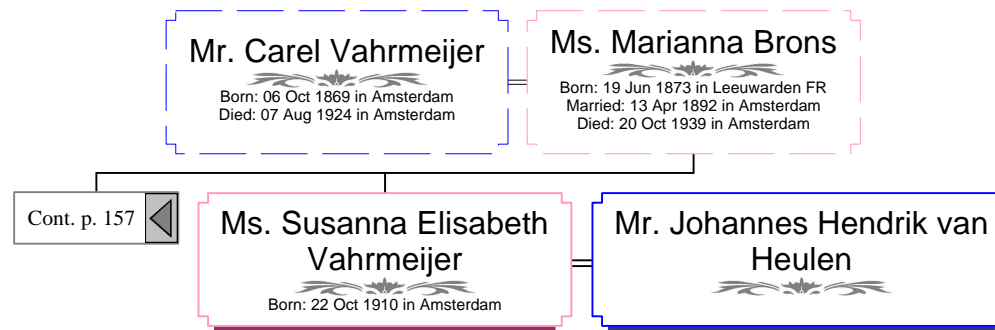 Mr. Carel Vahrmeijer
Born: 06 Oct 1869 in Amsterdam
Died: 07 Aug 1924 in Amsterdam
Ms. Marianna Brons
Born: 19 Jun 1873 in Leeuwarden FR
Married: 13 Apr 1892 in Amsterdam
Died: 20 Oct 1939 in Amsterdam
Cont. p. 157
Ms. Susanna Elisabeth
Vahrmeijer
Born: 22 Oct 1910 in Amsterdam
Mr. Johannes Hendrik van
Heulen